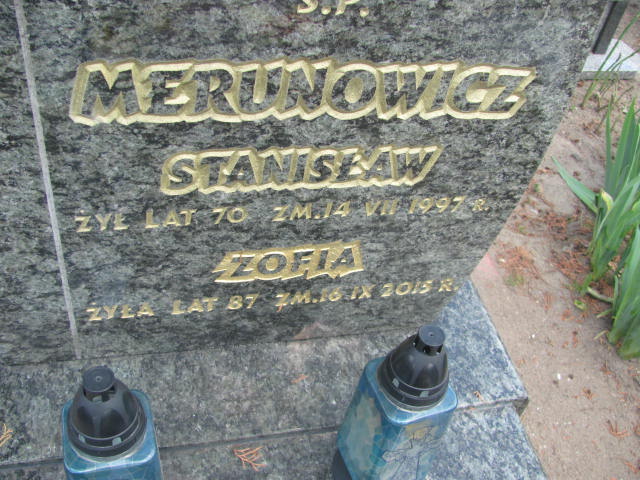 Ś.P.
MERUNOWICZ
STANISŁAW
ŻYŁ LAT 70 ZM.14 VII 1997 R.
ZOFIA
ŻYŁA LAT 87 ZM.16 IX 2015 R.